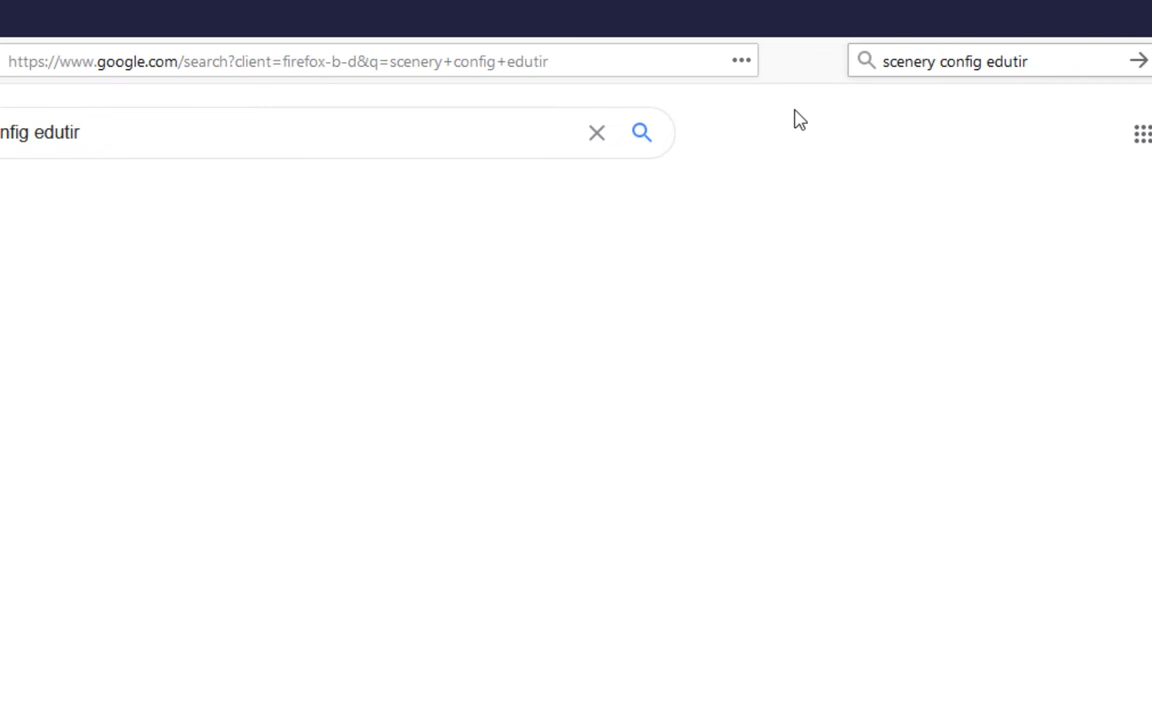 https://www.google.com/search?client=firefox-b-d&q=scenery+config+edutir
scenery config edutir
nfig edutir